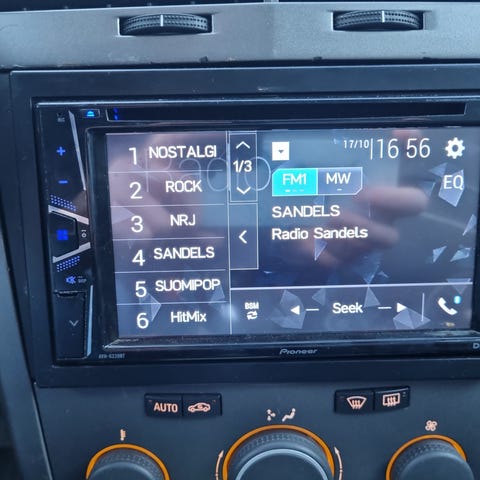 17/10 16 56
1 NOSTALGI
2 ROCK
3 NRJ
4 SANDELS
5 SUOMIPOP
6 HitMix
1/3
Radio
FM1 MW
EQ
SANDELS
Radio Sandels
BSM
Seek
Pioneer
AUTO